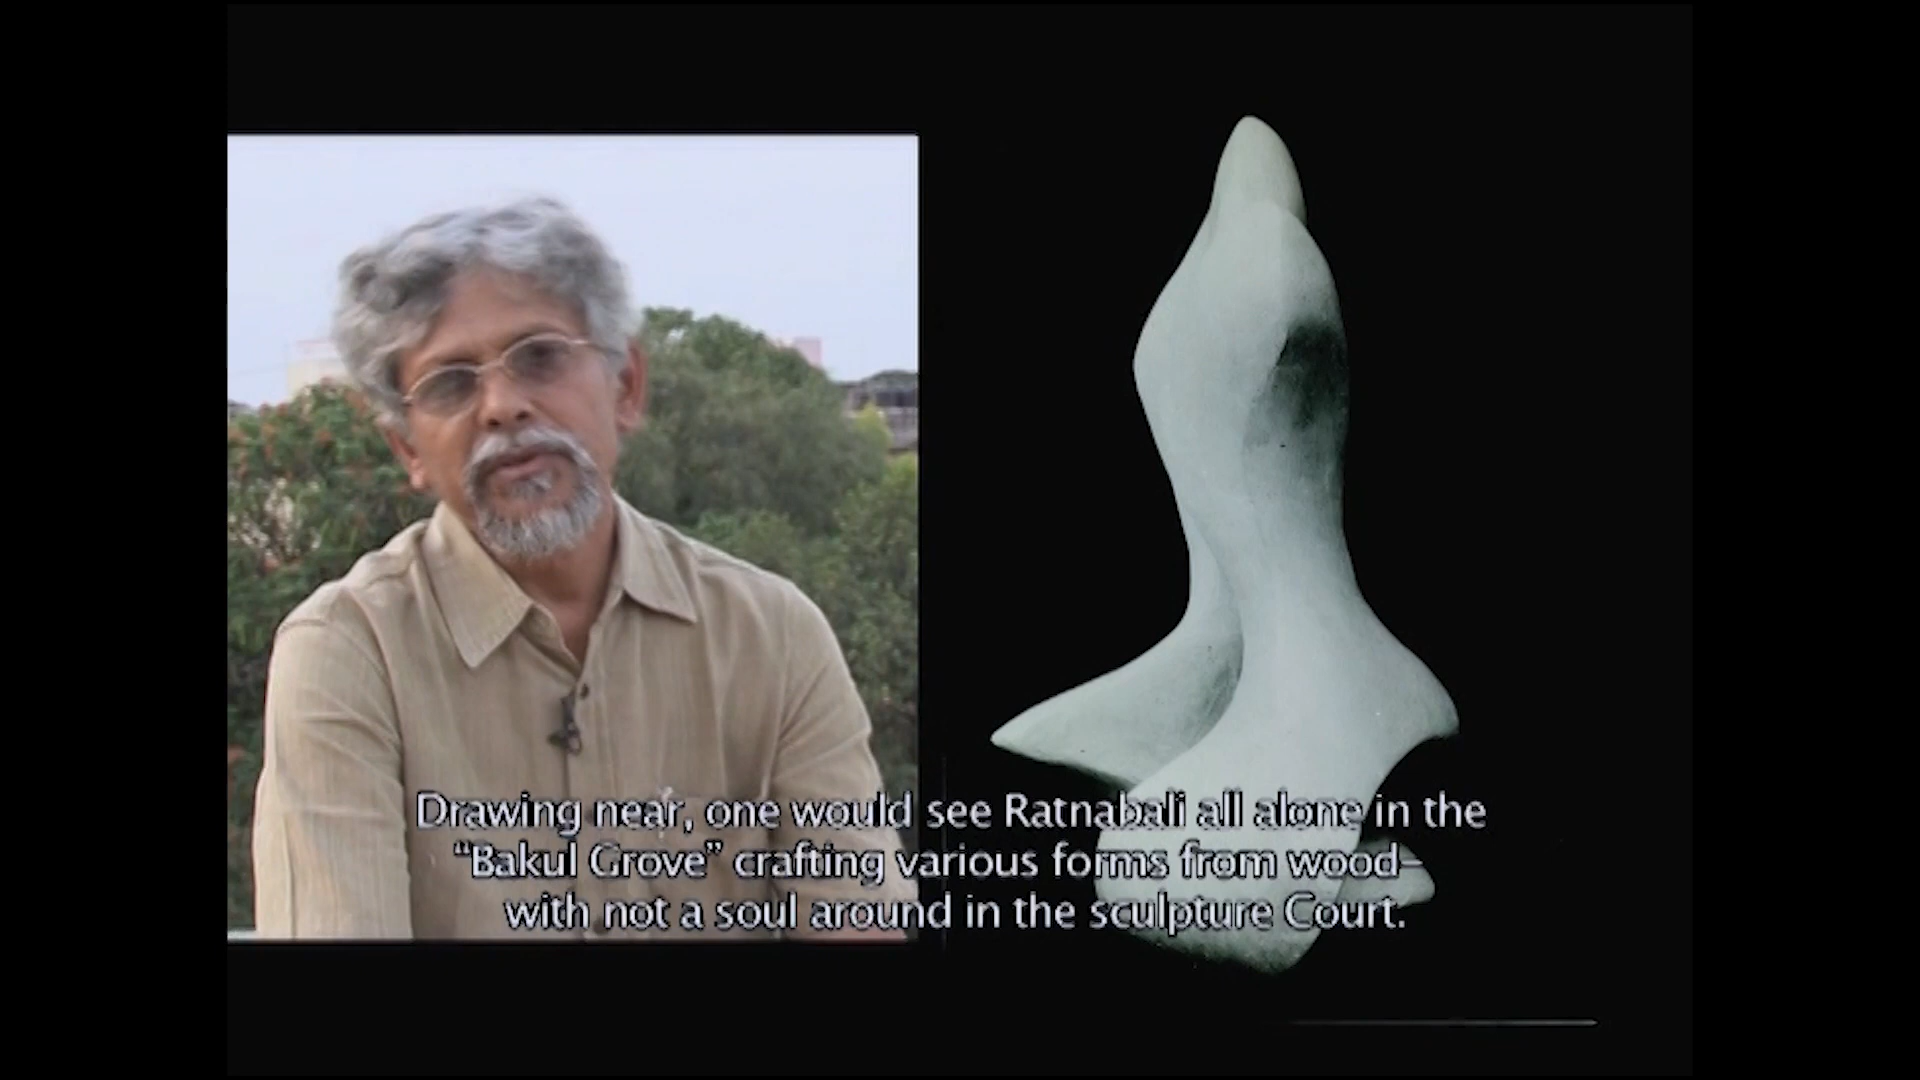 Drawing near, one would see Ratnabali all alone in the
“Bakul Grove” crafting various forms from wood–
with not a soul around in the sculpture Court.